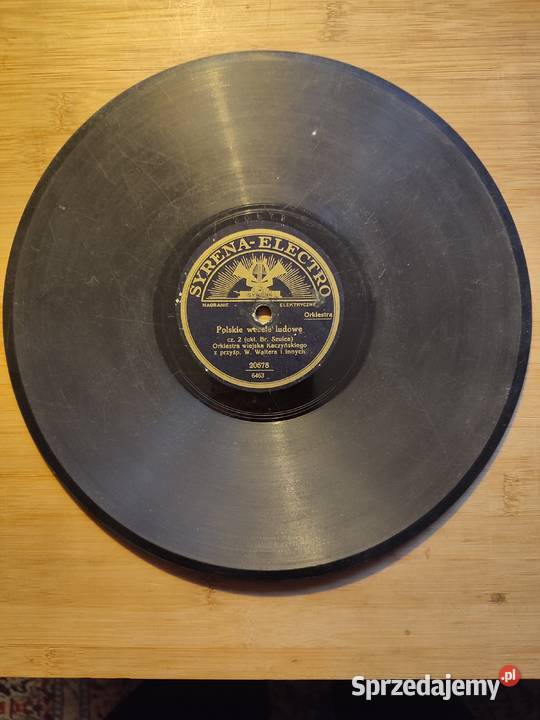 SYRENA-ELECTRO
NAGRANIE ELEKTRYCZNE
Orkiestra
Polskie wesele ludowe
cz. 2 (ukl. Br. Szulca)
Orkiestra wiejska Kaczyńskiego
z przyśp. W. Waltera i innych
20678
6463
Sprzedajemy.pl